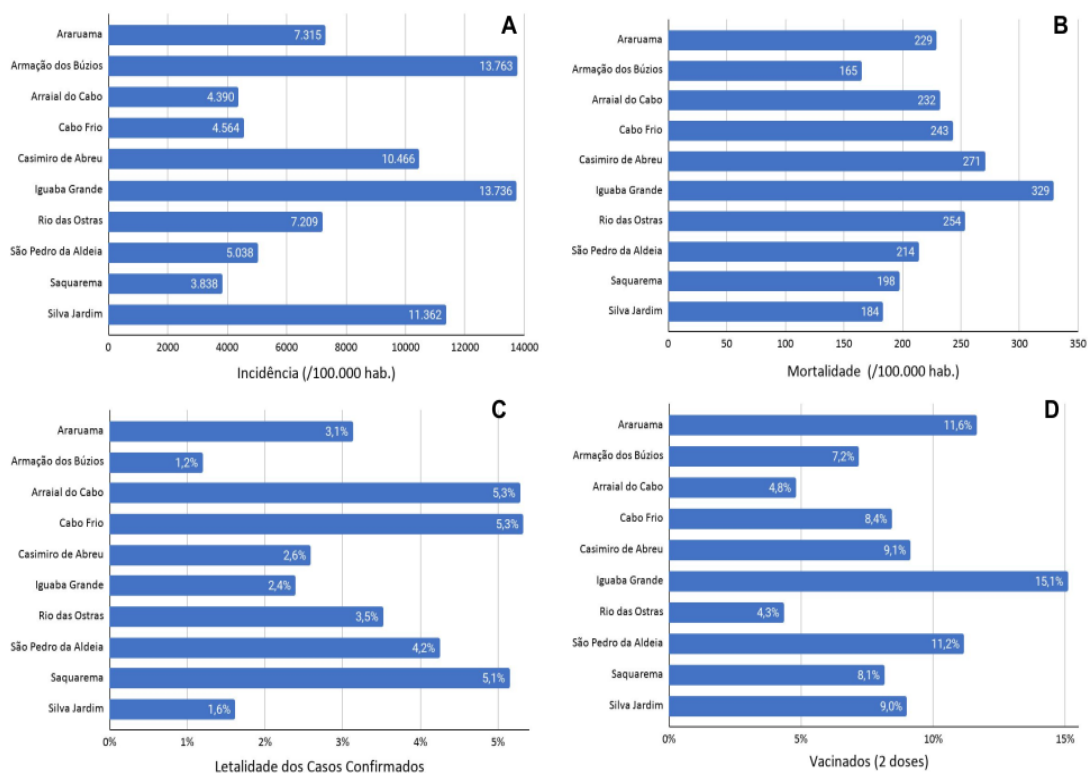 A
Araruama 7.315
Armação dos Búzios 13.763
Arraial do Cabo 4.390
Cabo Frio 4.564
Casimiro de Abreu 10.466
Iguaba Grande 13.736
Rio das Ostras 7.209
São Pedro da Aldeia 5.038
Saquarema 3.838
Silva Jardim 11.362
0 2000 4000 6000 8000 10000 12000 14000
Incidência (/100.000 hab.)
B
Araruama 229
Armação dos Búzios 165
Arraial do Cabo 232
Cabo Frio 243
Casimiro de Abreu 271
Iguaba Grande 329
Rio das Ostras 254
São Pedro da Aldeia 214
Saquarema 198
Silva Jardim 184
0 50 100 150 200 250 300 350
Mortalidade (/100.000 hab.)
C
Araruama 3,1%
Armação dos Búzios 1,2%
Arraial do Cabo 5,3%
Cabo Frio 5,3%
Casimiro de Abreu 2,6%
Iguaba Grande 2,4%
Rio das Ostras 3,5%
São Pedro da Aldeia 4,2%
Saquarema 5,1%
Silva Jardim 1,6%
0% 1% 2% 3% 4% 5%
Letalidade dos Casos Confirmados
D
Araruama 11,6%
Armação dos Búzios 7,2%
Arraial do Cabo 4,8%
Cabo Frio 8,4%
Casimiro de Abreu 9,1%
Iguaba Grande 15,1%
Rio das Ostras 4,3%
São Pedro da Aldeia 11,2%
Saquarema 8,1%
Silva Jardim 9,0%
0% 5% 10% 15%
Vacinados (2 doses)